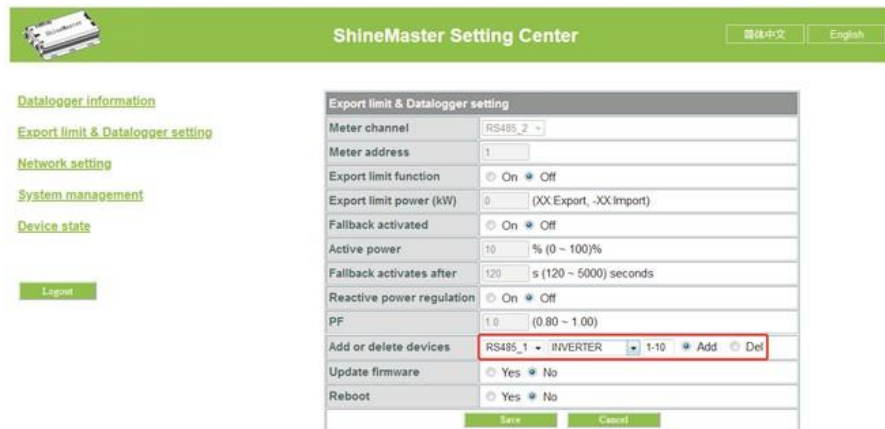 ShineMaster
ShineMaster Setting Center
简体中文 English
Datalogger information
Export limit & Datalogger setting
Network setting
System management
Device state
Logout
Export limit & Datalogger setting
Meter channel RS485_2
Meter address 1
Export limit function On Off
Export limit power (kW) 0 (XX:Export, -XX:Import)
Fallback activated On Off
Active power 10 % (0 ~ 100)%
Fallback activates after 120 s (120 ~ 5000) seconds
Reactive power regulation On Off
PF 1.0 (0.80 ~ 1.00)
Add or delete devices RS485_1 INVERTER 1-10 Add Del
Update firmware Yes No
Reboot Yes No
Save Cancel